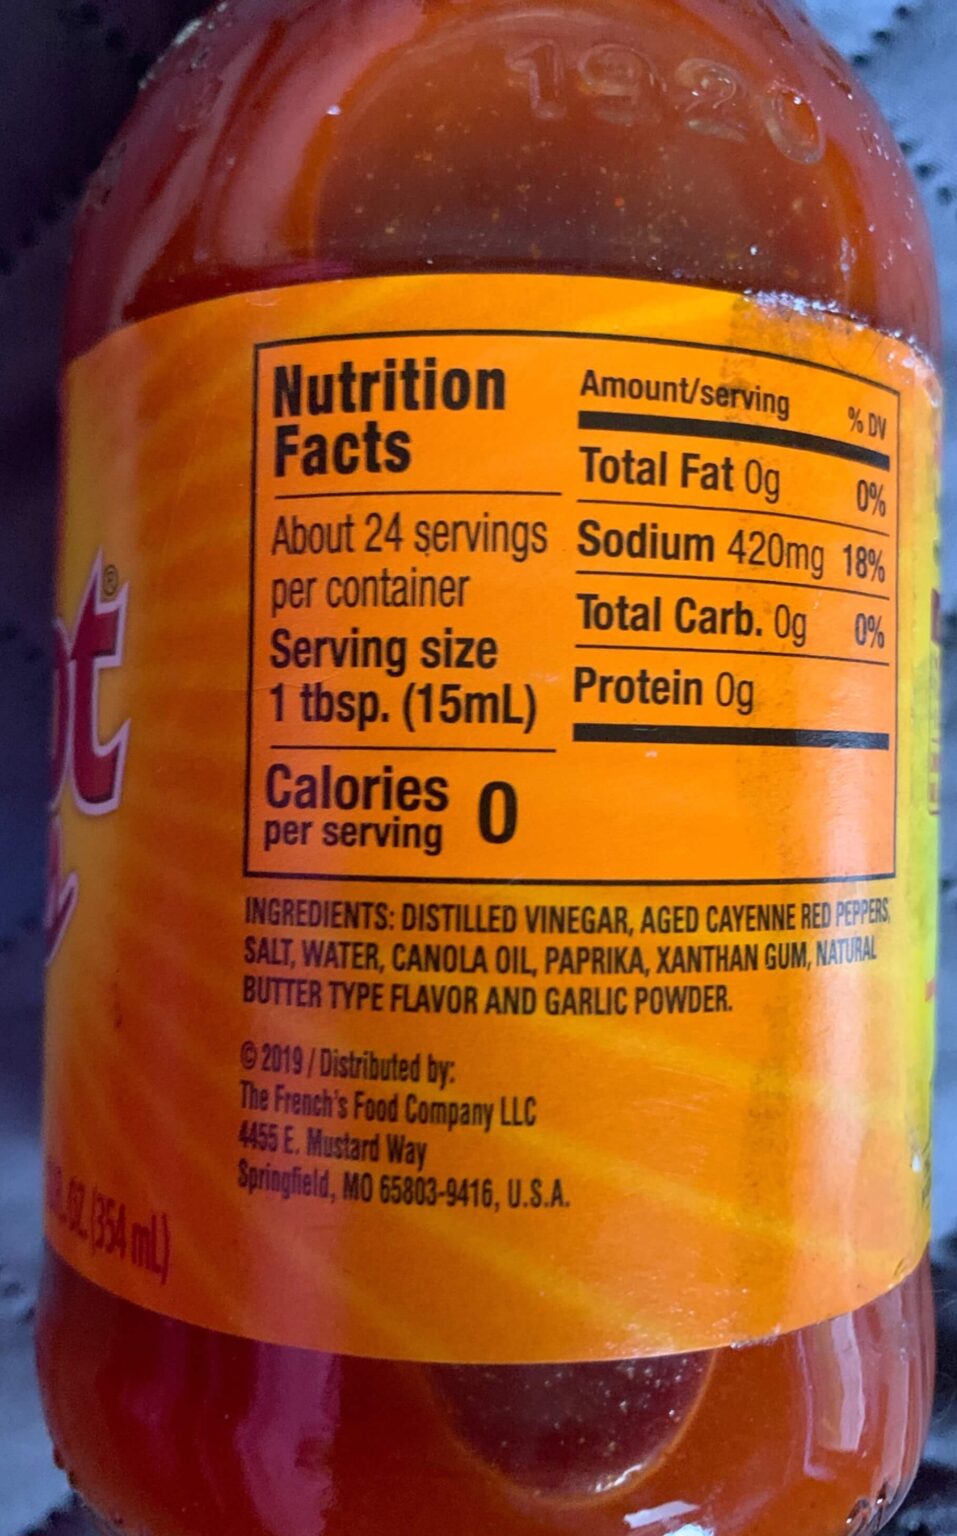 1920
Nutrition
Facts
About 24 servings
per container
Serving size
1 tbsp. (15mL)
Calories
per serving 0
Amount/serving % DV
Total Fat 0g 0%
Sodium 420mg 18%
Total Carb. 0g 0%
Protein 0g
INGREDIENTS: DISTILLED VINEGAR, AGED CAYENNE RED PEPPERS,
SALT, WATER, CANOLA OIL, PAPRIKA, XANTHAN GUM, NATURAL
BUTTER TYPE FLAVOR AND GARLIC POWDER.
© 2019 / Distributed by:
The French's Food Company LLC
4455 E. Mustard Way
Springfield, MO 65803-9416, U.S.A.
OZ. (354 mL)